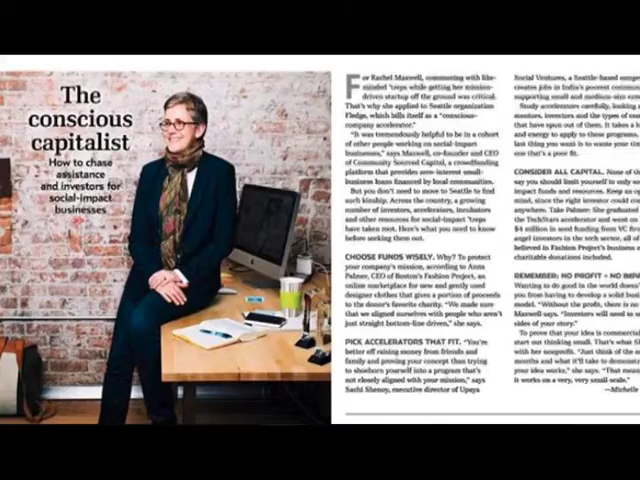 The
conscious
capitalist
How to chase
assistance
and investors for
social-impact
businesses
For Rachel Maxwell, communing with like-
minded 'treps while getting her mission-
driven startup off the ground was critical.
That's why she applied to Seattle organization
Fledge, which bills itself as a "conscious-
company accelerator."
"It was tremendously helpful to be in a cohort
of other people working on social-impact
businesses," says Maxwell, co-founder and CEO
of Community Sourced Capital, a crowdfunding
platform that provides zero-interest small-
business loans financed by local communities.
But you don't need to move to Seattle to find
such kinship. Across the country, a growing
number of investors, accelerators, incubators
and other resources for social-impact 'treps
have taken root. Here's what you need to know
before seeking them out.
CHOOSE FUNDS WISELY. Why? To protect
your company's mission, according to Anna
Palmer, CEO of Boston's Fashion Project, an
online marketplace for new and gently used
designer clothes that gives a portion of proceeds
to the donor's favorite charity. "We made sure
that we aligned ourselves with people who aren't
just straight bottom-line driven," she says.
PICK ACCELERATORS THAT FIT. "You're
better off raising money from friends and
family and proving your concept than trying
to shoehorn yourself into a program that's
not closely aligned with your mission," says
Sachi Shenoy, executive director of Upaya
Social Ventures, a Seattle-based
creates jobs in India's poorest
supporting small and medium-size
Study accelerators carefully, looking
mentors, investors and the types of
that have spun out of them. It takes a
and energy to apply to these programs.
last thing you want is to waste your
one that's a poor fit.
CONSIDER ALL CAPITAL. None of
say you should limit yourself to only
impact funds and resources. Keep an
mind, since the right investor could
anywhere. Take Palmer: She graduated
the TechStars accelerator and went on
$4 million in seed funding from VC
angel investors in the tech sector, all of
believed in Fashion Project's business
charitable donations included.
REMEMBER: NO PROFIT = NO
Wanting to do good in the world doesn't
you from having to develop a solid
model. "Without the profit, there is no
Maxwell says. "Investors will need to
sides of your story."
To prove that your idea is commercial
start out thinking small. That's what
with her nonprofit. "Just think of the
months and what it'll take to
your idea works," she says. "That
it works on a very, very small scale."
—Michelle